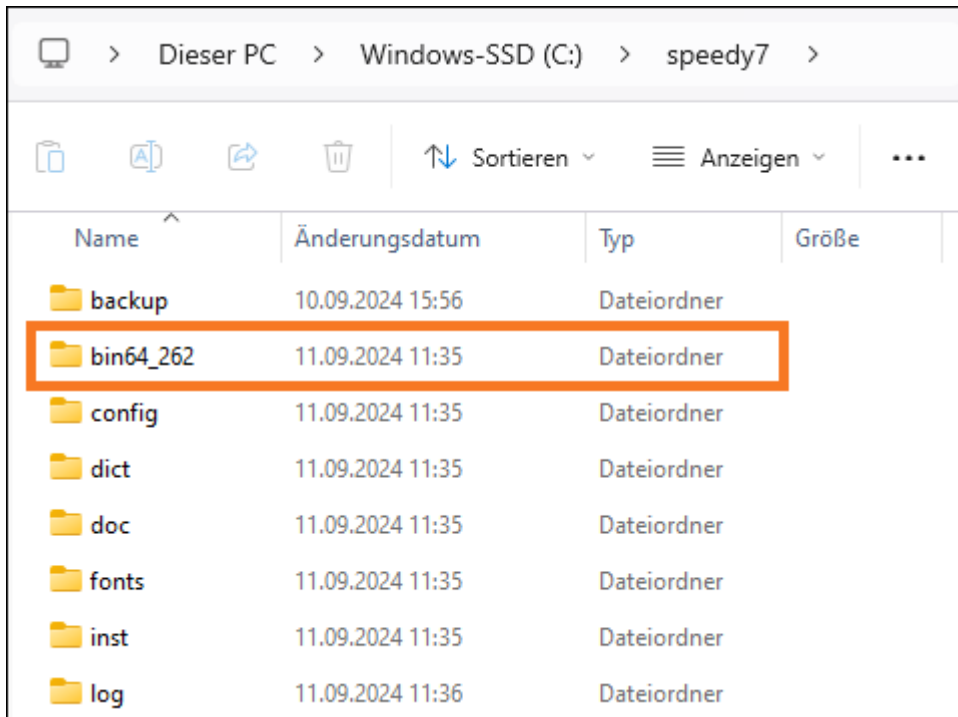 > Dieser PC > Windows-SSD (C:) > speedy7 >
Sortieren Anzeigen ...
Name Änderungsdatum Typ Größe
backup 10.09.2024 15:56 Dateiordner
bin64_262 11.09.2024 11:35 Dateiordner
config 11.09.2024 11:35 Dateiordner
dict 11.09.2024 11:35 Dateiordner
doc 11.09.2024 11:35 Dateiordner
fonts 11.09.2024 11:35 Dateiordner
inst 11.09.2024 11:35 Dateiordner
log 11.09.2024 11:36 Dateiordner